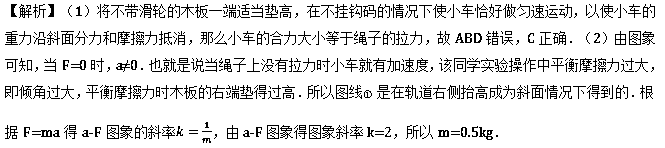 【解析】（1）将不带滑轮的木板一端适当垫高，在不挂钩码的情况下使小车恰好做匀速运动，以使小车的
重力沿斜面分力和摩擦力抵消，那么小车的合力大小等于绳子的拉力，故 ABD 错误，C 正确．（2）由图象
可知，当 F=0 时，a≠0．也就是说当绳子上没有拉力时小车就有加速度，该同学实验操作中平衡摩擦力过大，
即倾角过大，平衡摩擦力时木板的右端垫得过高．所以图线① 是在轨道右侧抬高成为斜面情况下得到的．根
据 F=ma 得 a-F 图象的斜率k = 1/m，由 a-F 图象得图象斜率 k=2，所以 m=0.5kg．